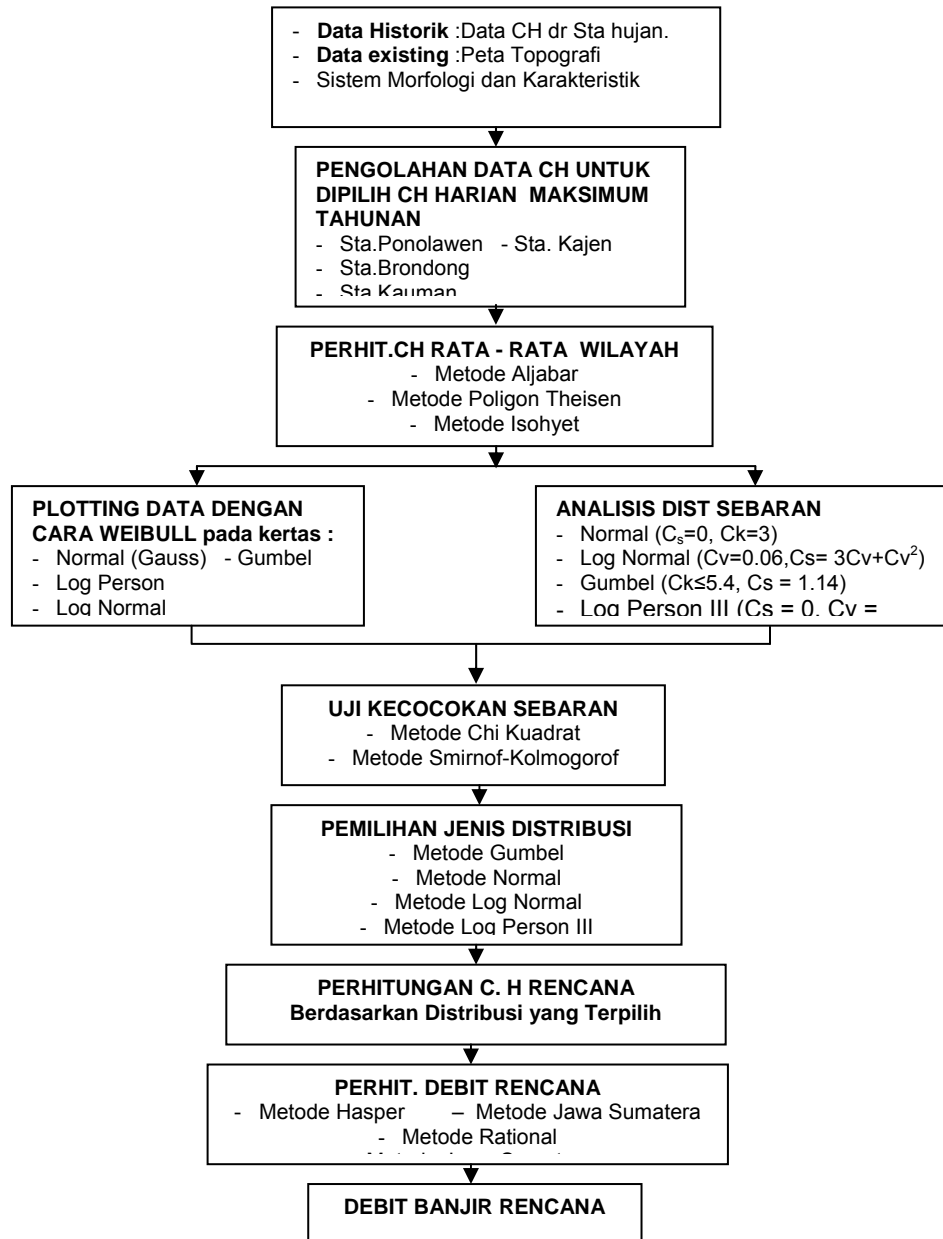 - Data Historik :Data CH dr Sta hujan.
- Data existing :Peta Topografi
- Sistem Morfologi dan Karakteristik
PENGOLAHAN DATA CH UNTUK
DIPILIH CH HARIAN MAKSIMUM
TAHUNAN
- Sta.Ponolawen - Sta. Kajen
- Sta.Brondong
- Sta.Kauman
PERHIT.CH RATA - RATA WILAYAH
- Metode Aljabar
- Metode Poligon Theisen
- Metode Isohyet
PLOTTING DATA DENGAN
CARA WEIBULL pada kertas :
- Normal (Gauss) - Gumbel
- Log Person
- Log Normal
ANALISIS DIST SEBARAN
- Normal (Cs=0, Ck=3)
- Log Normal (Cv=0.06,Cs= 3Cv+Cv²)
- Gumbel (Ck≤5.4, Cs = 1.14)
- Log Person III (Cs = 0, Cv =
UJI KECOCOKAN SEBARAN
- Metode Chi Kuadrat
- Metode Smirnof-Kolmogorof
PEMILIHAN JENIS DISTRIBUSI
- Metode Gumbel
- Metode Normal
- Metode Log Normal
- Metode Log Person III
PERHITUNGAN C. H RENCANA
Berdasarkan Distribusi yang Terpilih
PERHIT. DEBIT RENCANA
- Metode Hasper – Metode Jawa Sumatera
- Metode Rational
DEBIT BANJIR RENCANA